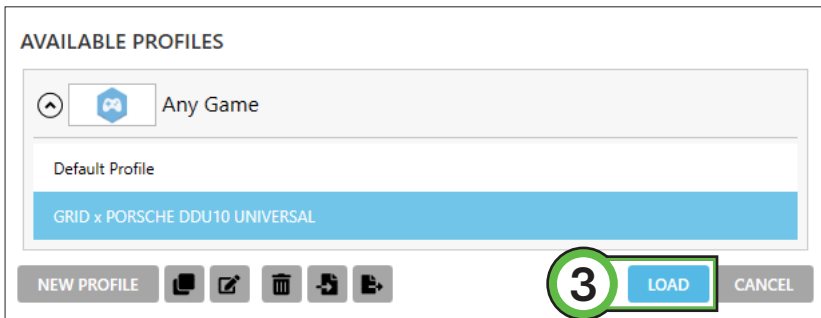 AVAILABLE PROFILES
Any Game
Default Profile
GRID x PORSCHE DDU10 UNIVERSAL
NEW PROFILE 3 LOAD CANCEL